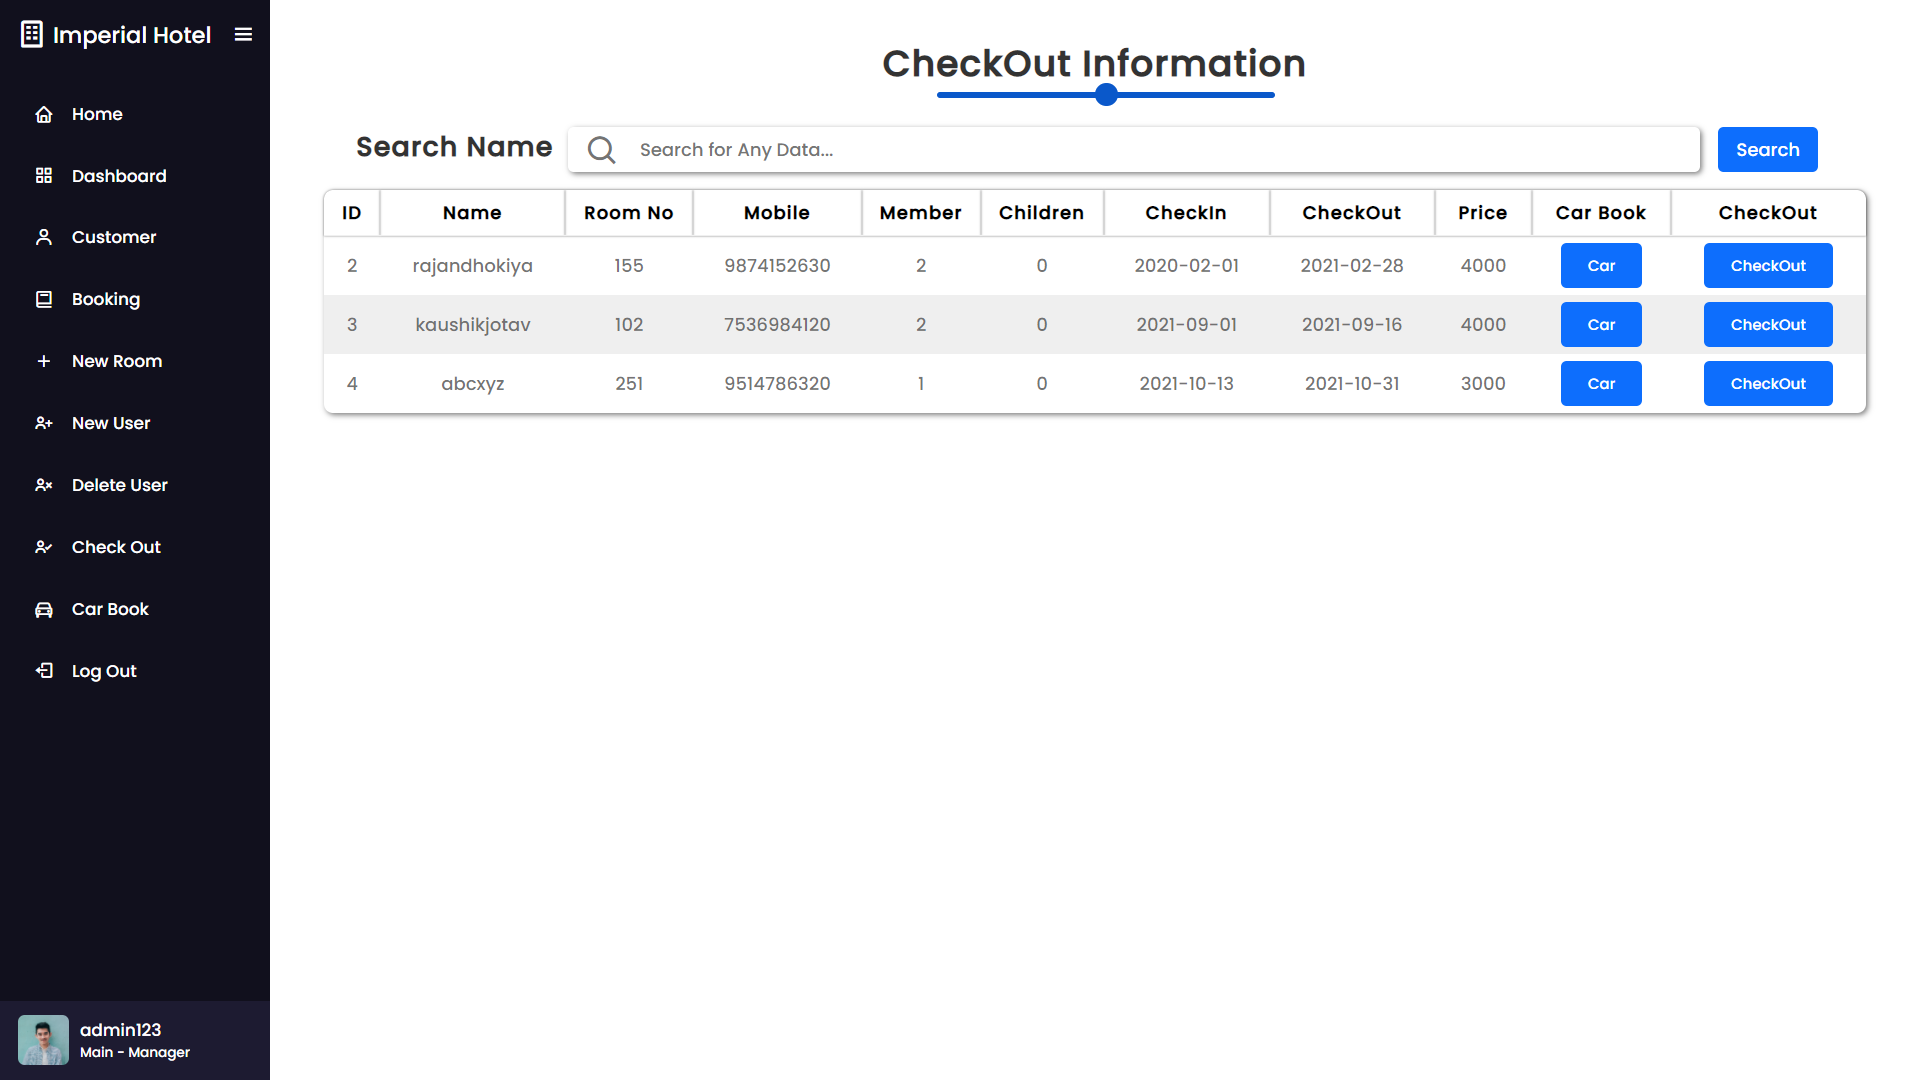 Imperial Hotel
Home
Dashboard
Customer
Booking
New Room
New User
Delete User
Check Out
Car Book
Log Out
admin123
Main - Manager
CheckOut Information
Search Name Search for Any Data... Search
ID Name Room No Mobile Member Children CheckIn CheckOut Price Car Book CheckOut
2 rajandhokiya 155 9874152630 2 0 2020-02-01 2021-02-28 4000 Car CheckOut
3 kaushikjotav 102 7536984120 2 0 2021-09-01 2021-09-16 4000 Car CheckOut
4 abcxyz 251 9514786320 1 0 2021-10-13 2021-10-31 3000 Car CheckOut